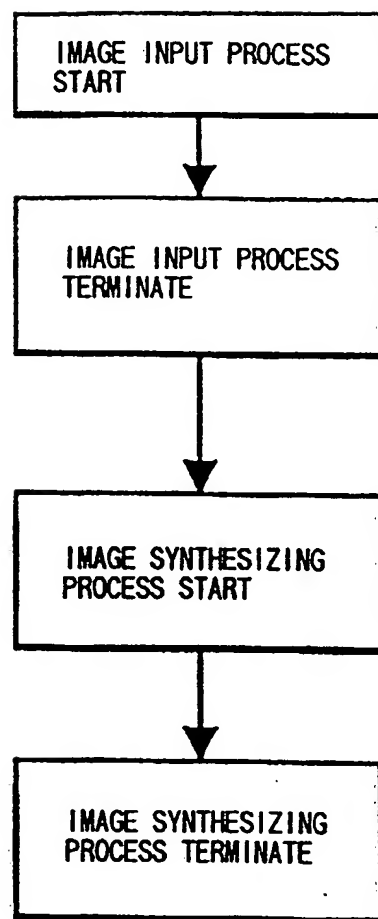 IMAGE INPUT PROCESS
START
IMAGE INPUT PROCESS
TERMINATE
IMAGE SYNTHESIZING
PROCESS START
IMAGE SYNTHESIZING
PROCESS TERMINATE